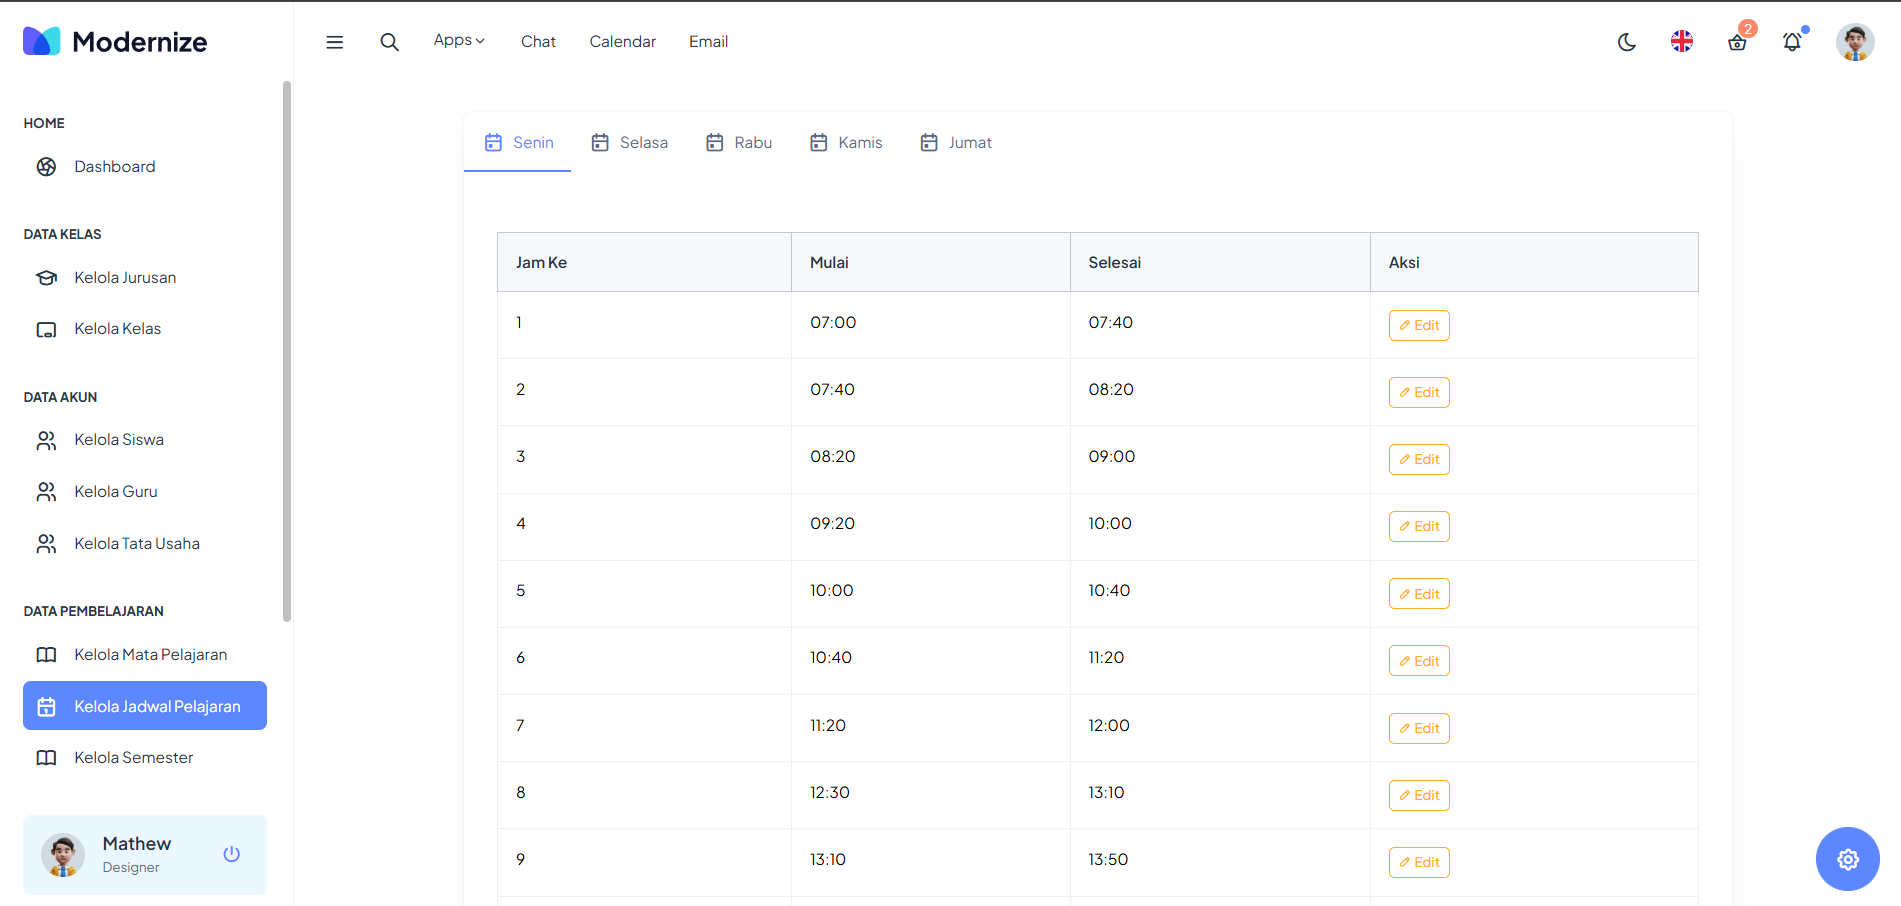 Modernize
Apps Chat Calendar Email
2
HOME
Dashboard
DATA KELAS
Kelola Jurusan
Kelola Kelas
DATA AKUN
Kelola Siswa
Kelola Guru
Kelola Tata Usaha
DATA PEMBELAJARAN
Kelola Mata Pelajaran
Kelola Jadwal Pelajaran
Kelola Semester
Mathew
Designer
Senin Selasa Rabu Kamis Jumat
Jam Ke Mulai Selesai Aksi
1 07:00 07:40 Edit
2 07:40 08:20 Edit
3 08:20 09:00 Edit
4 09:20 10:00 Edit
5 10:00 10:40 Edit
6 10:40 11:20 Edit
7 11:20 12:00 Edit
8 12:30 13:10 Edit
9 13:10 13:50 Edit